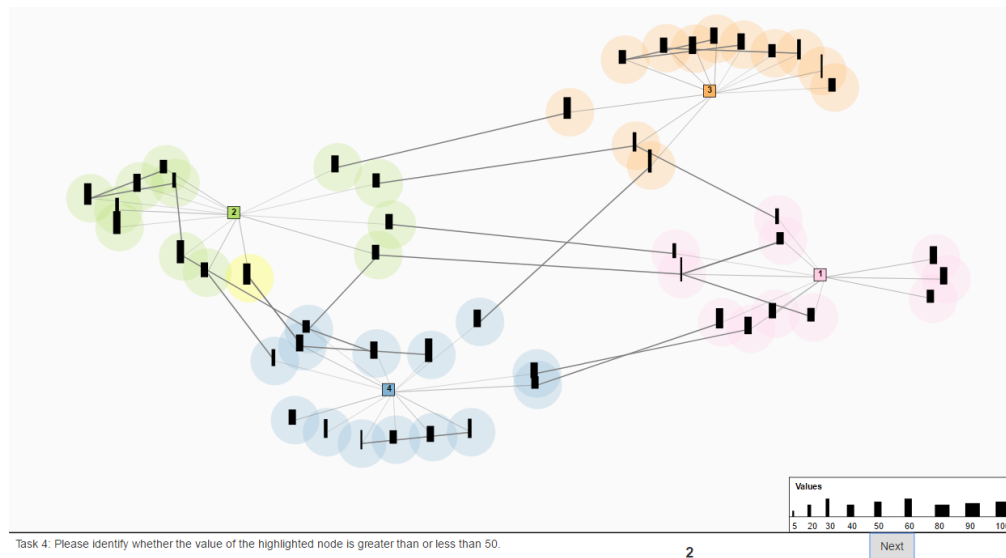 3
2
1
4
Values
5 20 30 40 50 60 80 90 100
Task 4: Please identify whether the value of the highlighted node is greater than or less than 50.
2
Next